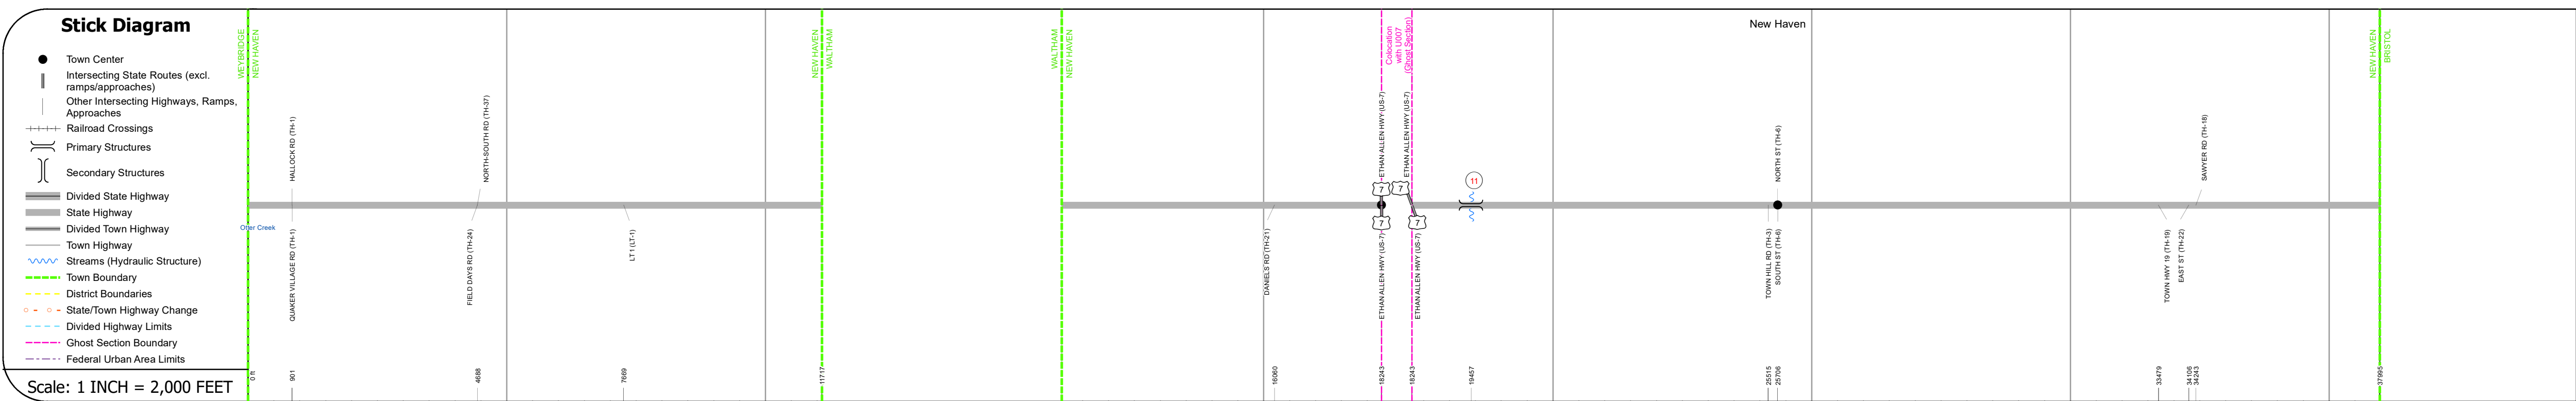 Stick Diagram
Town Center
Intersecting State Routes (excl.
ramps/approaches)
Other Intersecting Highways, Ramps,
Approaches
Railroad Crossings
Primary Structures
Secondary Structures
Divided State Highway
State Highway
Divided Town Highway
Town Highway
Streams (Hydraulic Structure)
Town Boundary
District Boundaries
State/Town Highway Change
Divided Highway Limits
Ghost Section Boundary
Federal Urban Area Limits
Scale: 1 INCH = 2,000 FEET
WEYBRIDGE
NEW HAVEN
NEW HAVEN
WALTHAM
WALTHAM
NEW HAVEN
Colocation
with U007
(Ghost Section)
New Haven
NEW HAVEN
BRISTOL
HALLOCK RD (TH-1)
NORTH-SOUTH RD (TH-37)
ETHAN ALLEN HWY (US-7)
ETHAN ALLEN HWY (US-7)
NORTH ST (TH-6)
SAWYER RD (TH-18)
7
7
11
7
7
Otter Creek
QUAKER VILLAGE RD (TH-1)
FIELD DAYS RD (TH-24)
LT 1 (LT-1)
DANIELS RD (TH-21)
ETHAN ALLEN HWY (US-7)
ETHAN ALLEN HWY (US-7)
TOWN HILL RD (TH-3)
SOUTH ST (TH-6)
TOWN HWY 19 (TH-19)
EAST ST (TH-22)
0 ft
901
4688
7669
11717
16060
18243
18243
19457
25515
25706
33479
34106
34243
37995